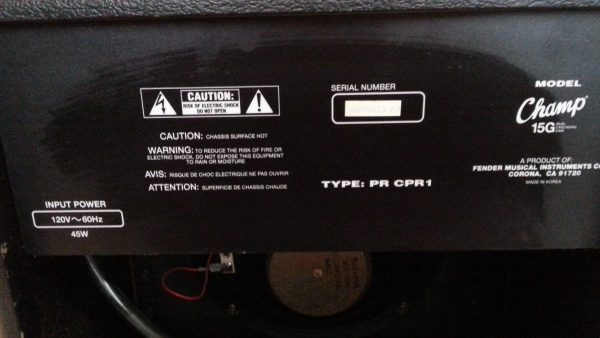 CAUTION:
RISK OF ELECTRIC SHOCK
DO NOT OPEN
CAUTION: CHASSIS SURFACE HOT
WARNING: TO REDUCE THE RISK OF FIRE OR
ELECTRIC SHOCK, DO NOT EXPOSE THIS EQUIPMENT
TO RAIN OR MOISTURE
AVIS: RISQUE DE CHOC ELECTRIQUE NE PAS OUVRIR
ATTENTION: SUPERFICIE DE CHASSIS CHAUDE
INPUT POWER
120V~60Hz
45W
SERIAL NUMBER
TYPE: PR CPR1
MODEL
Champ
15G
A PRODUCT OF:
FENDER MUSICAL INSTRUMENTS CO
CORONA, CA 91720
MADE IN KOREA